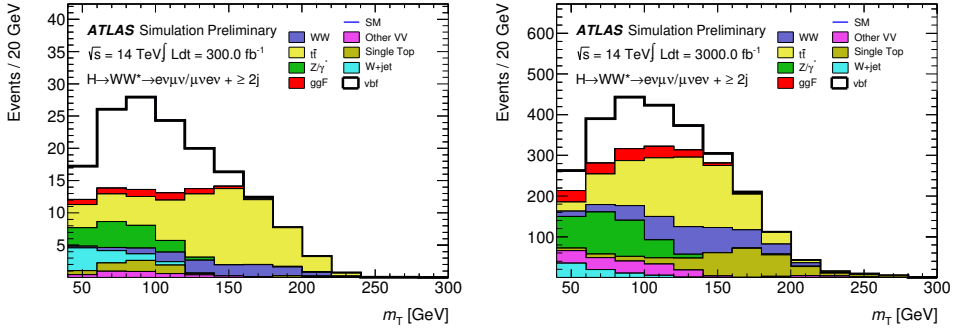 Events / 20 GeV
40
35
30
25
20
15
10
5
ATLAS Simulation Preliminary
√s = 14 TeV∫ Ldt = 300.0 fb⁻¹
H→WW*→eνμν/μνeν + ≥ 2j
WW
tt̄
Z/γ*
ggF
SM
Other VV
Single Top
W+jet
vbf
50 100 150 200 250 300
m_T [GeV]
Events / 20 GeV
600
500
400
300
200
100
ATLAS Simulation Preliminary
√s = 14 TeV∫ Ldt = 3000.0 fb⁻¹
H→WW*→eνμν/μνeν + ≥ 2j
WW
tt̄
Z/γ*
ggF
SM
Other VV
Single Top
W+jet
vbf
50 100 150 200 250 300
m_T [GeV]